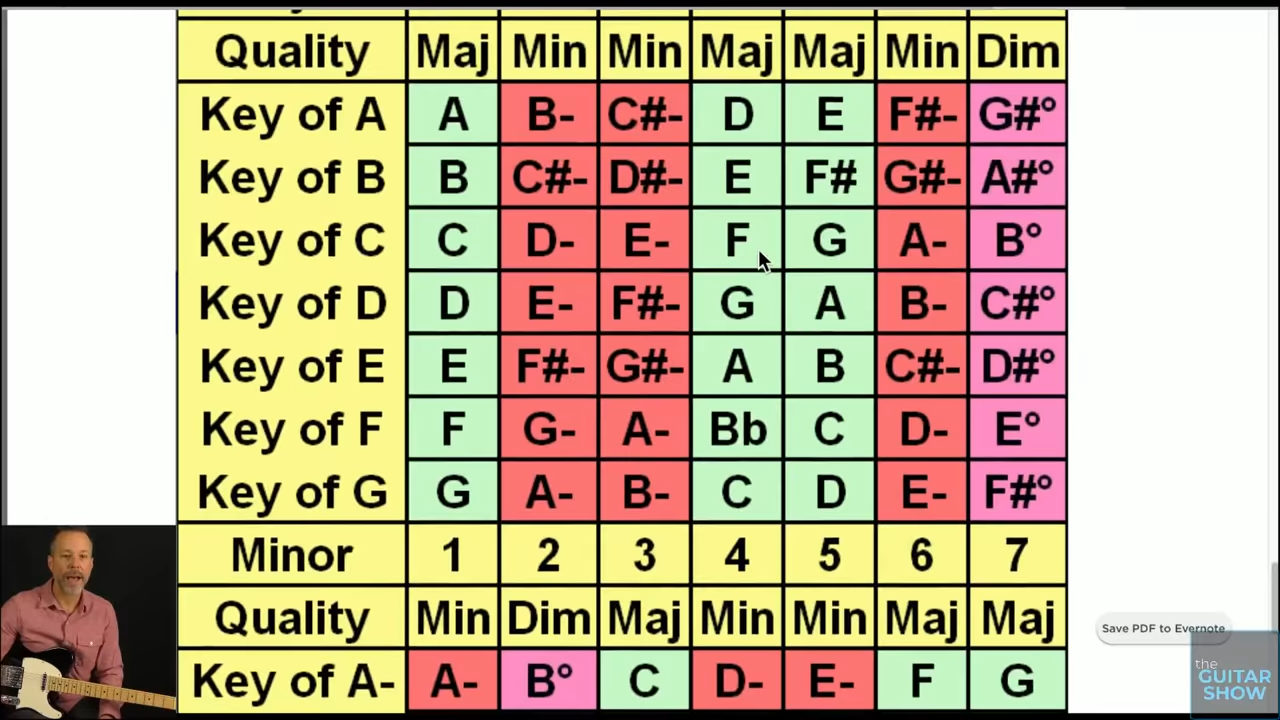 Quality Maj Min Min Maj Maj Min Dim
Key of A A B- C#- D E F#- G#°
Key of B B C#- D#- E F# G#- A#°
Key of C C D- E- F G A- B°
Key of D D E- F#- G A B- C#°
Key of E E F#- G#- A B C#- D#°
Key of F F G- A- Bb C D- E°
Key of G G A- B- C D E- F#°
Minor 1 2 3 4 5 6 7
Quality Min Dim Maj Min Min Maj Maj
Save PDF to Evernote
Key of A- A- B° C D- E- F G
the
GUITAR
SHOW